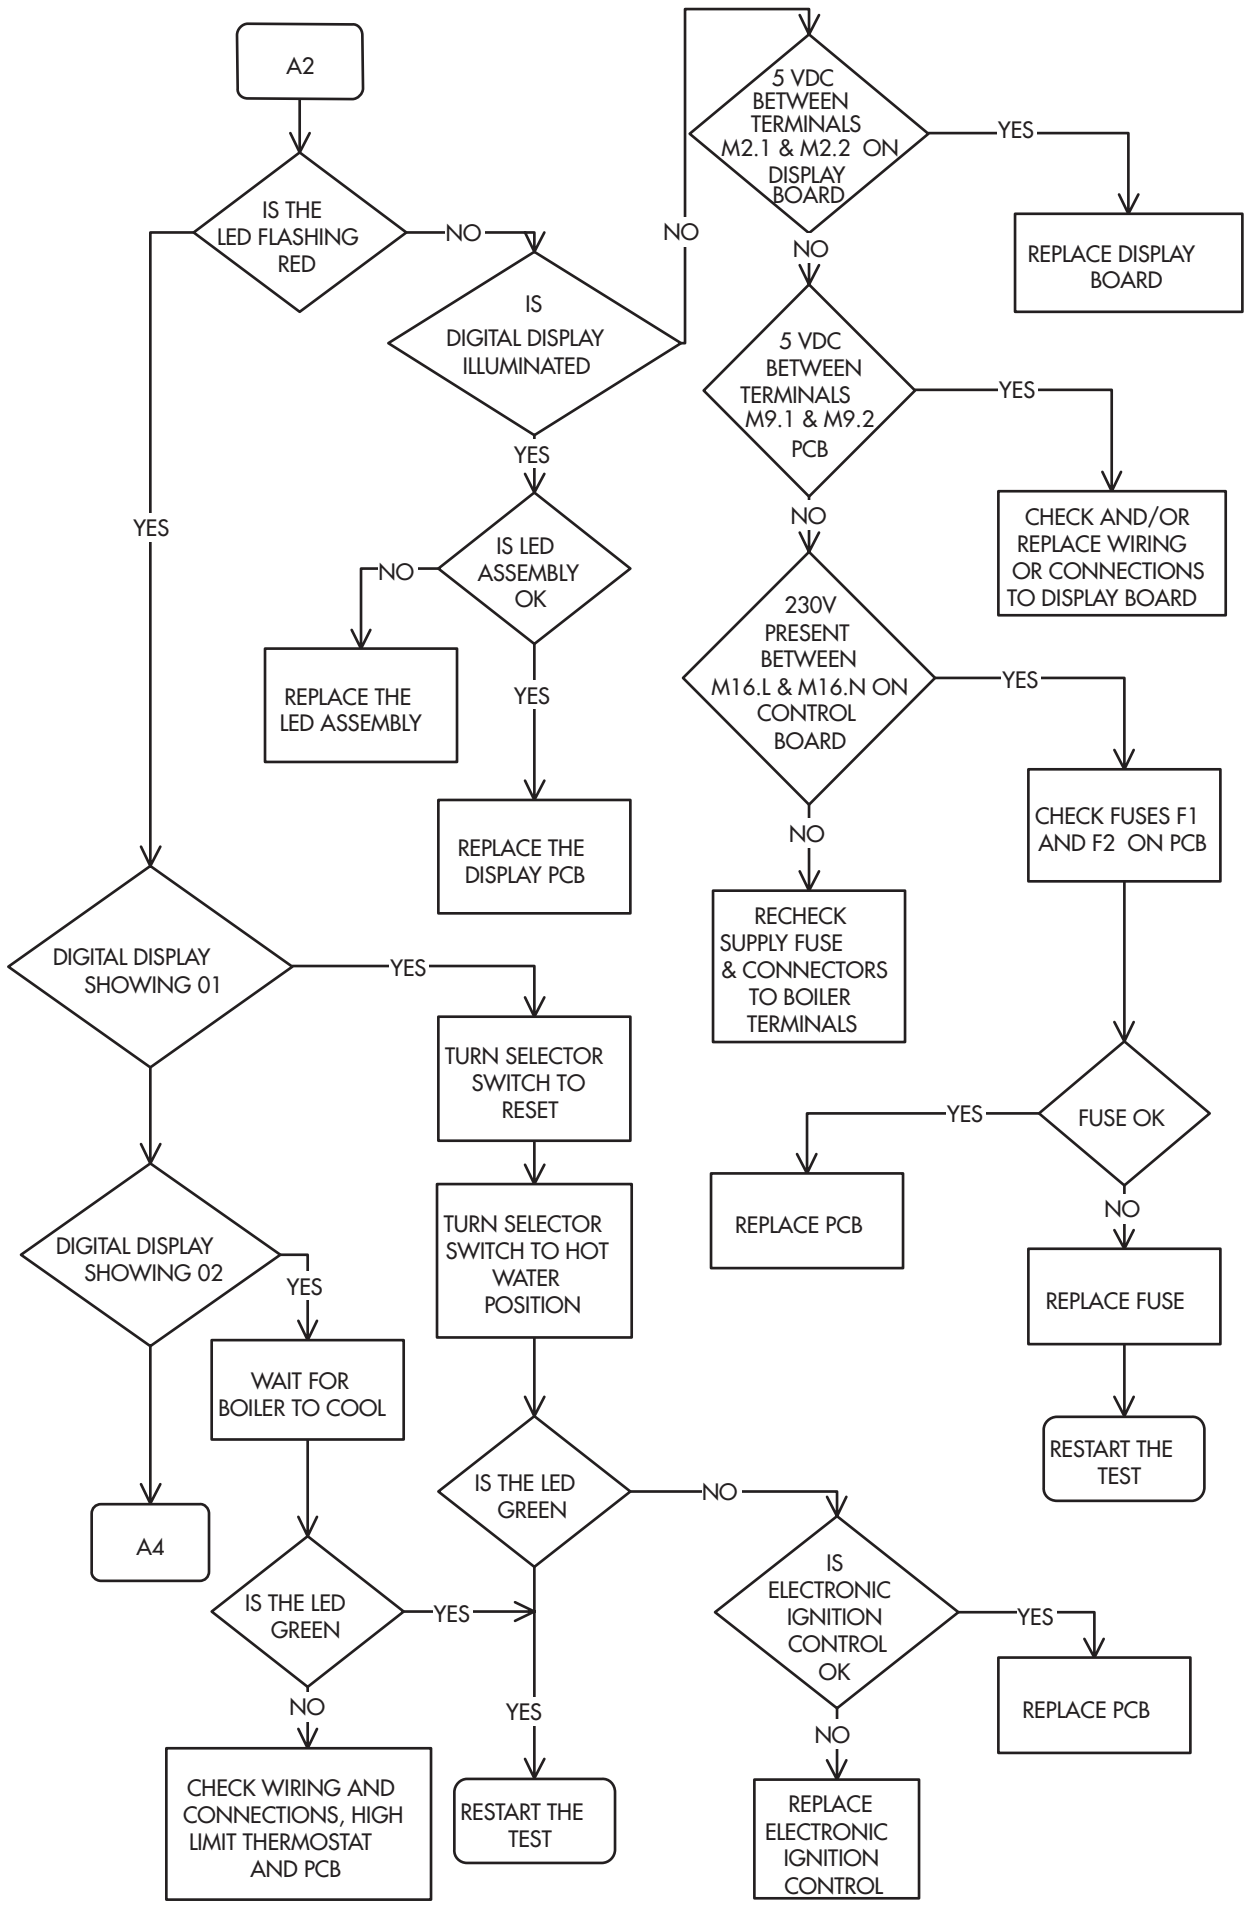 A2
IS THE
LED FLASHING
RED
NO
YES
IS
DIGITAL DISPLAY
ILLUMINATED
NO
YES
IS LED
ASSEMBLY
OK
NO
REPLACE THE
LED ASSEMBLY
YES
REPLACE THE
DISPLAY PCB
5 VDC
BETWEEN
TERMINALS
M2.1 & M2.2 ON
DISPLAY
BOARD
YES
REPLACE DISPLAY
BOARD
NO
5 VDC
BETWEEN
TERMINALS
M9.1 & M9.2
PCB
YES
CHECK AND/OR
REPLACE WIRING
OR CONNECTIONS
TO DISPLAY BOARD
NO
230V
PRESENT
BETWEEN
M16.L & M16.N ON
CONTROL
BOARD
YES
CHECK FUSES F1
AND F2 ON PCB
NO
RECHECK
SUPPLY FUSE
& CONNECTORS
TO BOILER
TERMINALS
FUSE OK
YES
REPLACE PCB
NO
REPLACE FUSE
RESTART THE
TEST
DIGITAL DISPLAY
SHOWING 01
YES
TURN SELECTOR
SWITCH TO
RESET
TURN SELECTOR
SWITCH TO HOT
WATER
POSITION
DIGITAL DISPLAY
SHOWING 02
YES
WAIT FOR
BOILER TO COOL
A4
IS THE LED
GREEN
YES
NO
CHECK WIRING AND
CONNECTIONS, HIGH
LIMIT THERMOSTAT
AND PCB
IS THE LED
GREEN
NO
YES
RESTART THE
TEST
IS
ELECTRONIC
IGNITION
CONTROL
OK
YES
REPLACE PCB
NO
REPLACE
ELECTRONIC
IGNITION
CONTROL